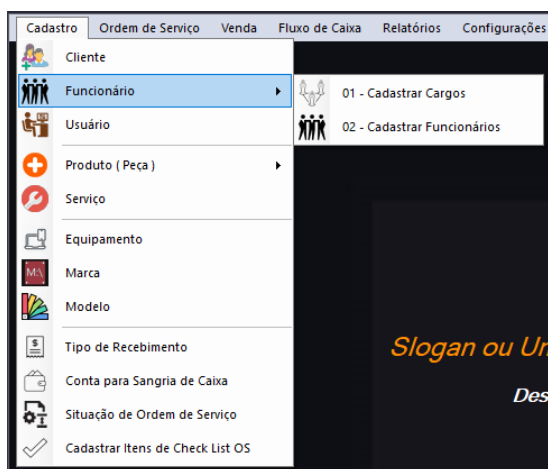 Cadastro Ordem de Serviço Venda Fluxo de Caixa Relatórios Configurações
Cliente
Funcionário
01 - Cadastrar Cargos
Usuário
02 - Cadastrar Funcionários
Produto ( Peça )
Serviço
Equipamento
Marca
Modelo
Tipo de Recebimento
Conta para Sangria de Caixa
Situação de Ordem de Serviço
Cadastrar Itens de Check List OS
Slogan ou Um
Des